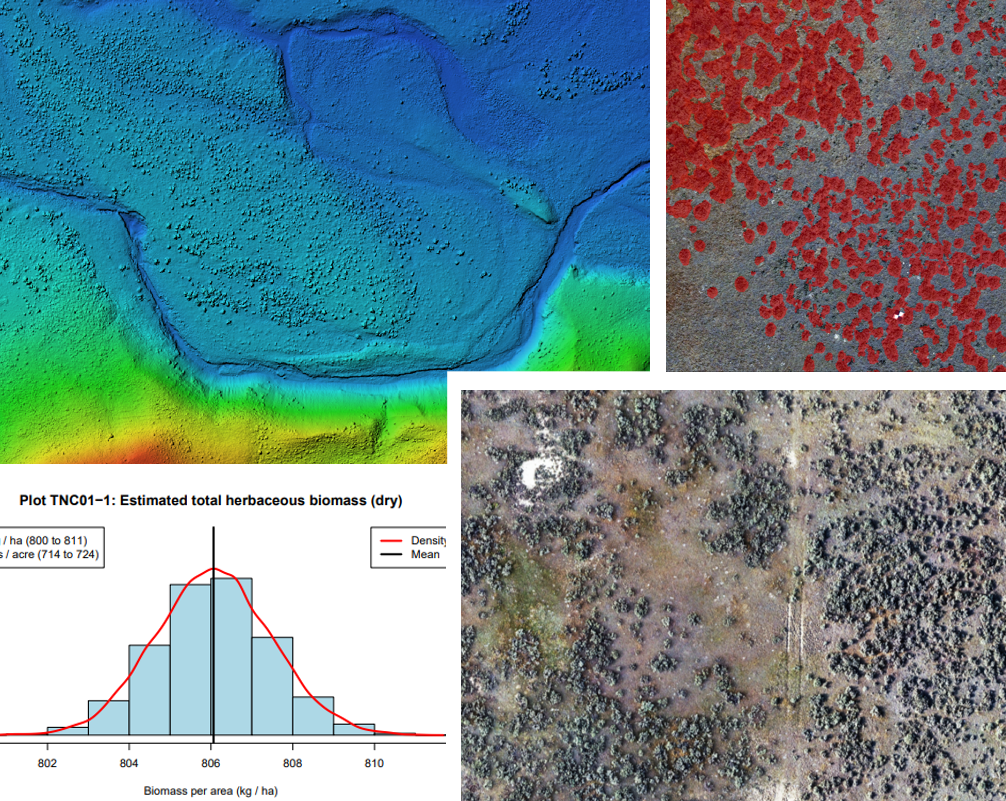 Plot TNC01−1: Estimated total herbaceous biomass (dry)
/ ha (800 to 811)
/ acre (714 to 724)
Density
Mean
802 804 806 808 810
Biomass per area (kg / ha)